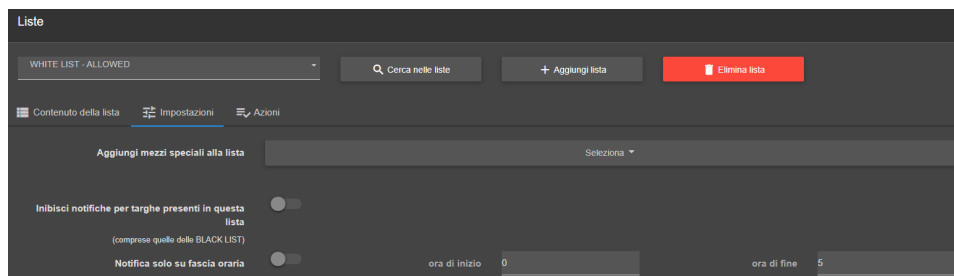 Liste
WHITE LIST - ALLOWED
Cerca nelle liste
+ Aggiungi lista
Elimina lista
Contenuto della lista
Impostazioni
Azioni
Aggiungi mezzi speciali alla lista
Seleziona
Inibisci notifiche per targhe presenti in questa
lista
(comprese quelle delle BLACK LIST)
Notifica solo su fascia oraria
ora di inizio
0
ora di fine
5